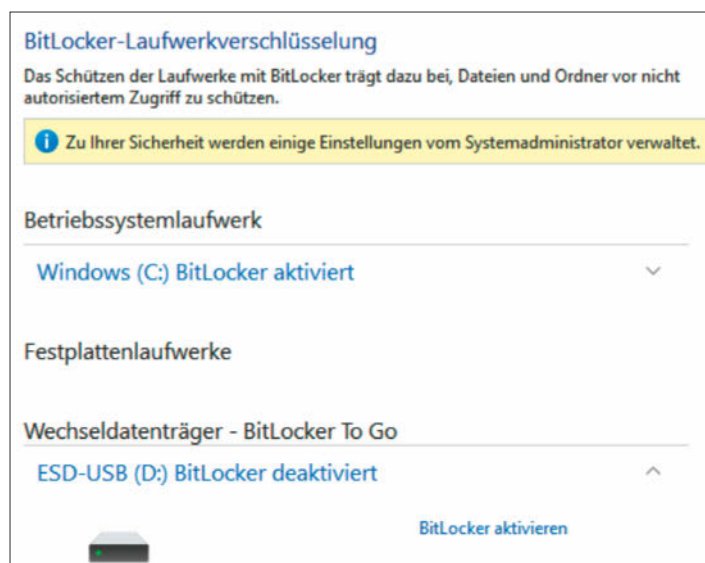 BitLocker-Laufwerkverschlüsselung
Das Schützen der Laufwerke mit BitLocker trägt dazu bei, Dateien und Ordner vor nicht
autorisiertem Zugriff zu schützen.
Zu Ihrer Sicherheit werden einige Einstellungen vom Systemadministrator verwaltet.
Betriebssystemlaufwerk
Windows (C:) BitLocker aktiviert
Festplattenlaufwerke
Wechseldatenträger - BitLocker To Go
ESD-USB (D:) BitLocker deaktiviert
BitLocker aktivieren